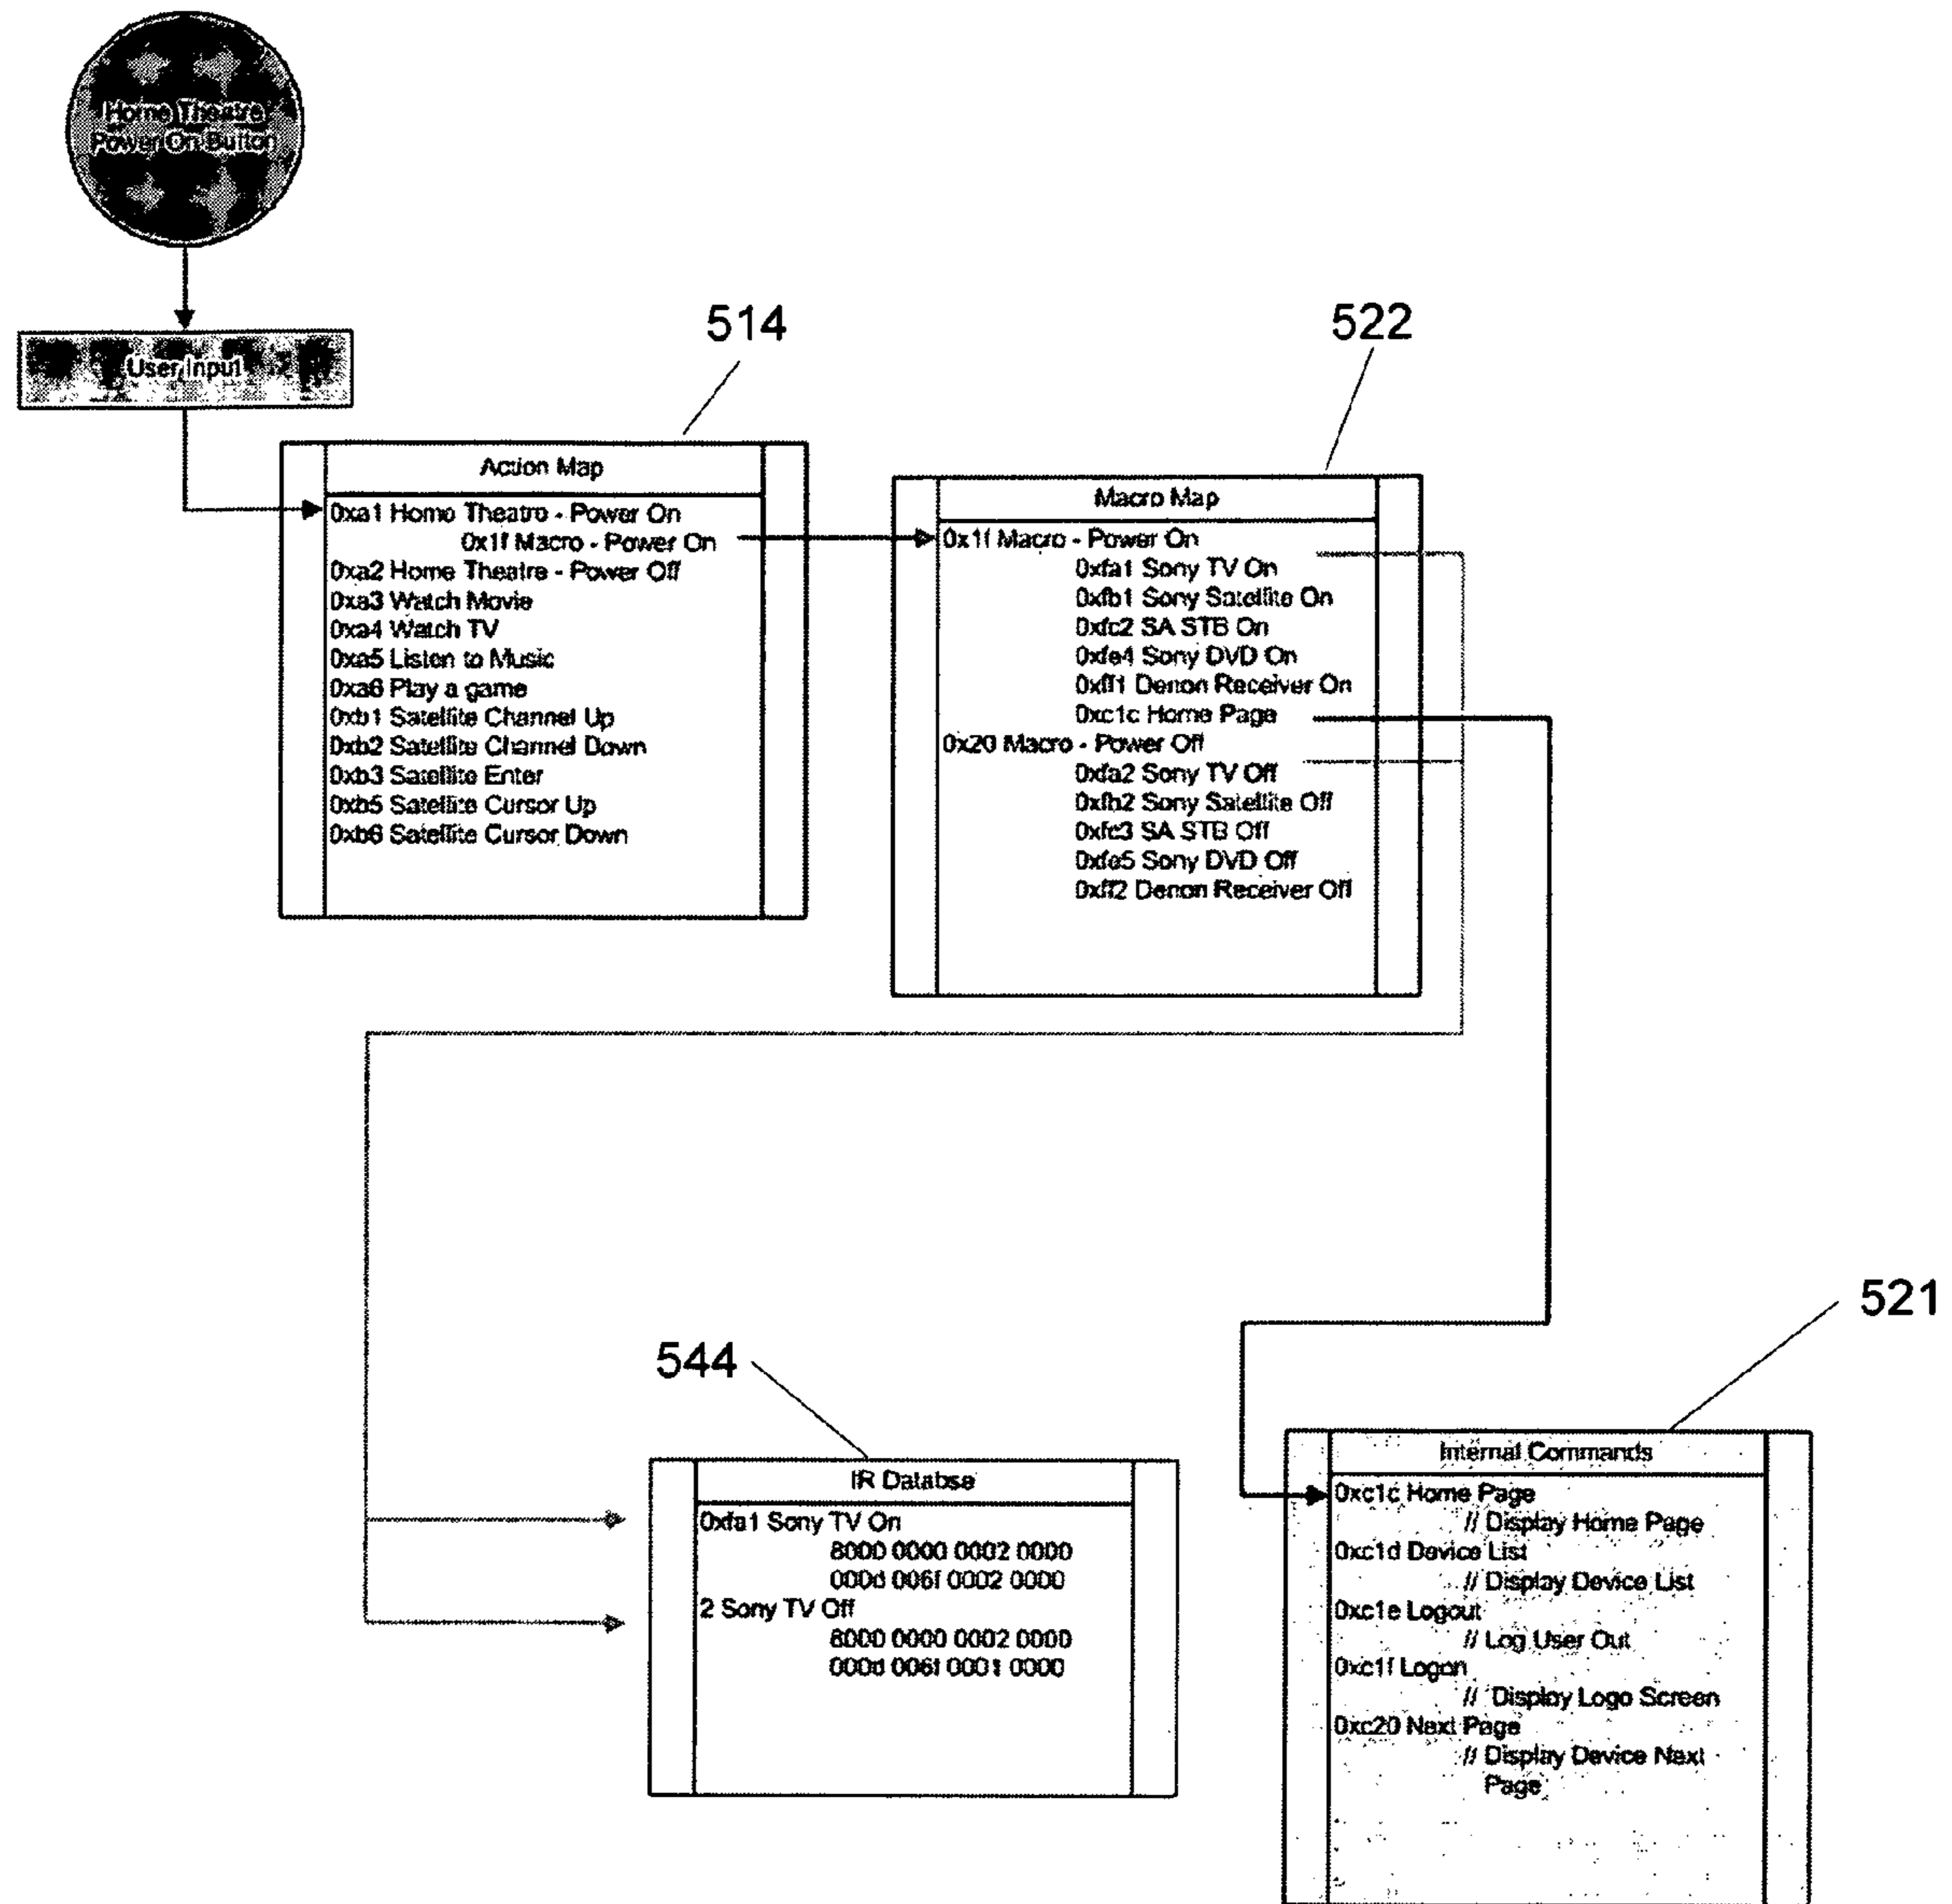 Home Theatre
Power On Button
User Input
514
Action Map
0xa1 Home Theatre - Power On
0x1f Macro - Power On
0xa2 Home Theatre - Power Off
0xa3 Watch Movie
0xa4 Watch TV
0xa5 Listen to Music
0xa6 Play a game
0xb1 Satellite Channel Up
0xb2 Satellite Channel Down
0xb3 Satellite Enter
0xb5 Satellite Cursor Up
0xb6 Satellite Cursor Down
522
Macro Map
0x1f Macro - Power On
0xfa1 Sony TV On
0xfb1 Sony Satellite On
0xfc2 SA STB On
0xfe4 Sony DVD On
0xff1 Denon Receiver On
0xc1c Home Page
0x20 Macro - Power Off
0xfa2 Sony TV Off
0xfb2 Sony Satellite Off
0xfc3 SA STB Off
0xfe5 Sony DVD Off
0xff2 Denon Receiver Off
544
IR Databse
0xfa1 Sony TV On
8000 0000 0002 0000
000d 006f 0002 0000
2 Sony TV Off
8000 0000 0002 0000
000d 006f 0001 0000
521
Internal Commands
0xc1c Home Page
// Display Home Page
0xc1d Device List
// Display Device List
0xc1e Logout
// Log User Out
0xc1f Logon
// Display Logo Screen
0xc20 Next Page
// Display Device Next
Page